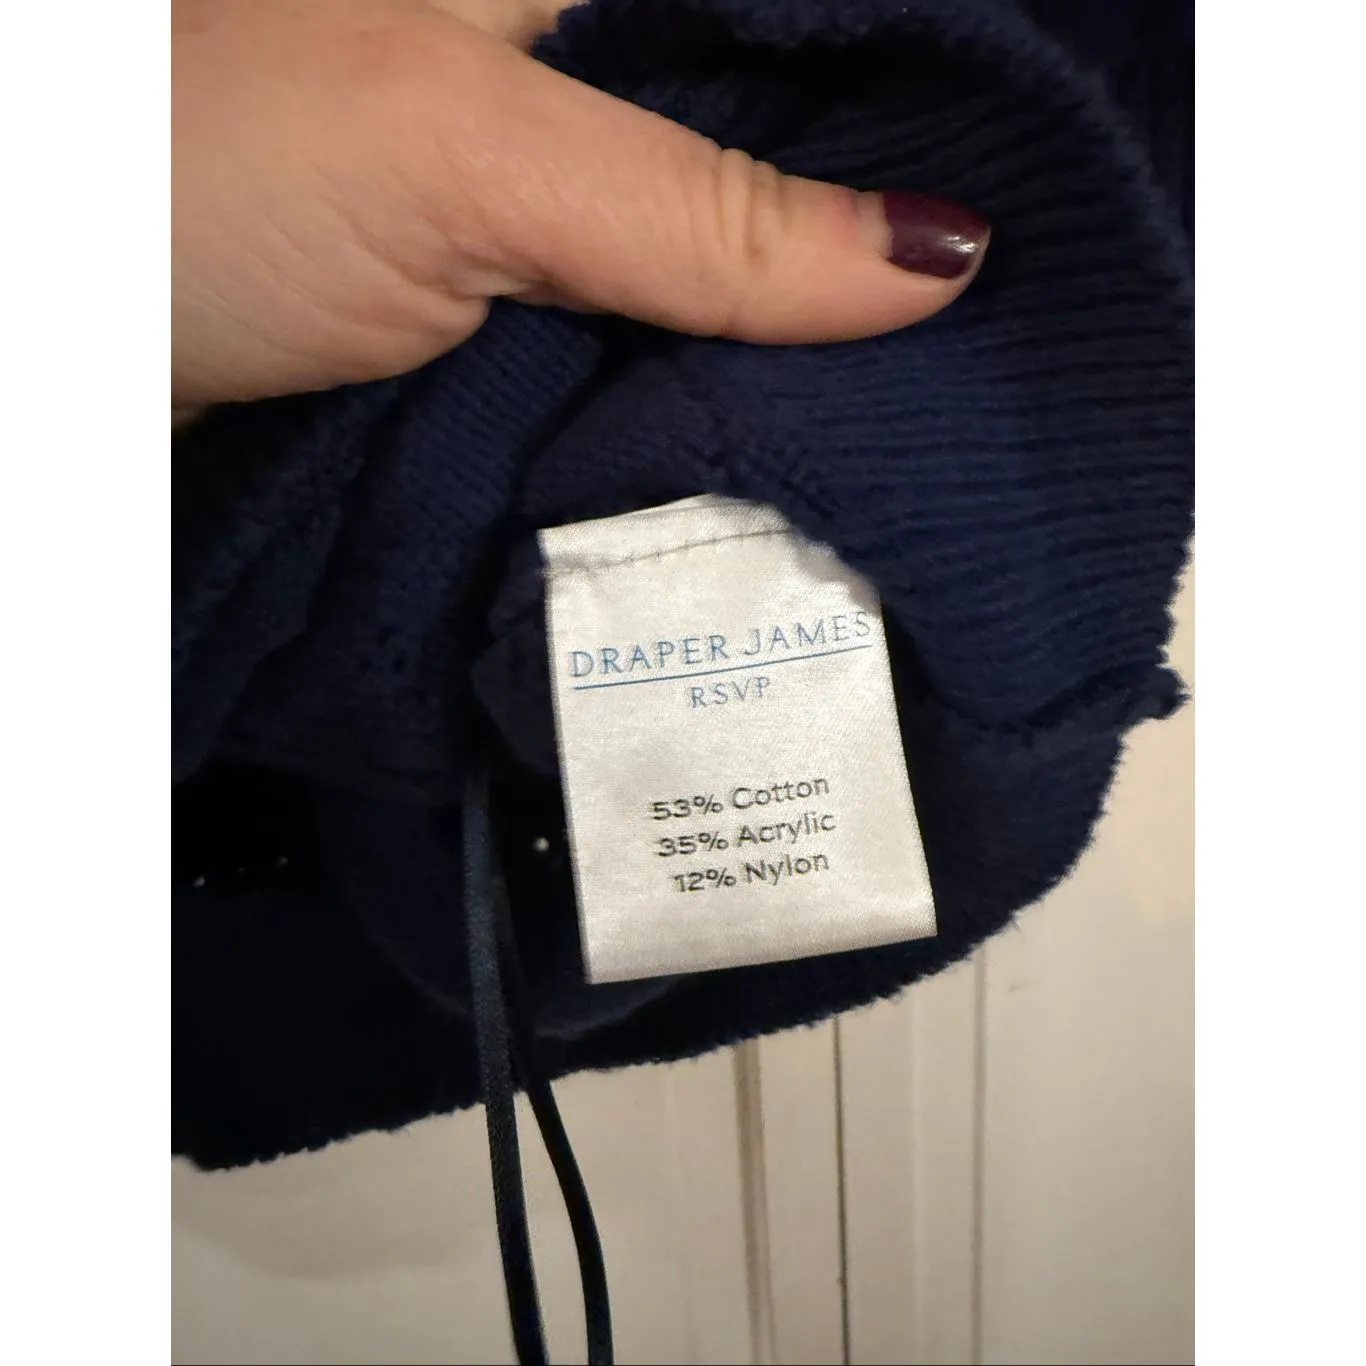 DRAPER JAMES
RSVP
53% Cotton
35% Acrylic
12% Nylon